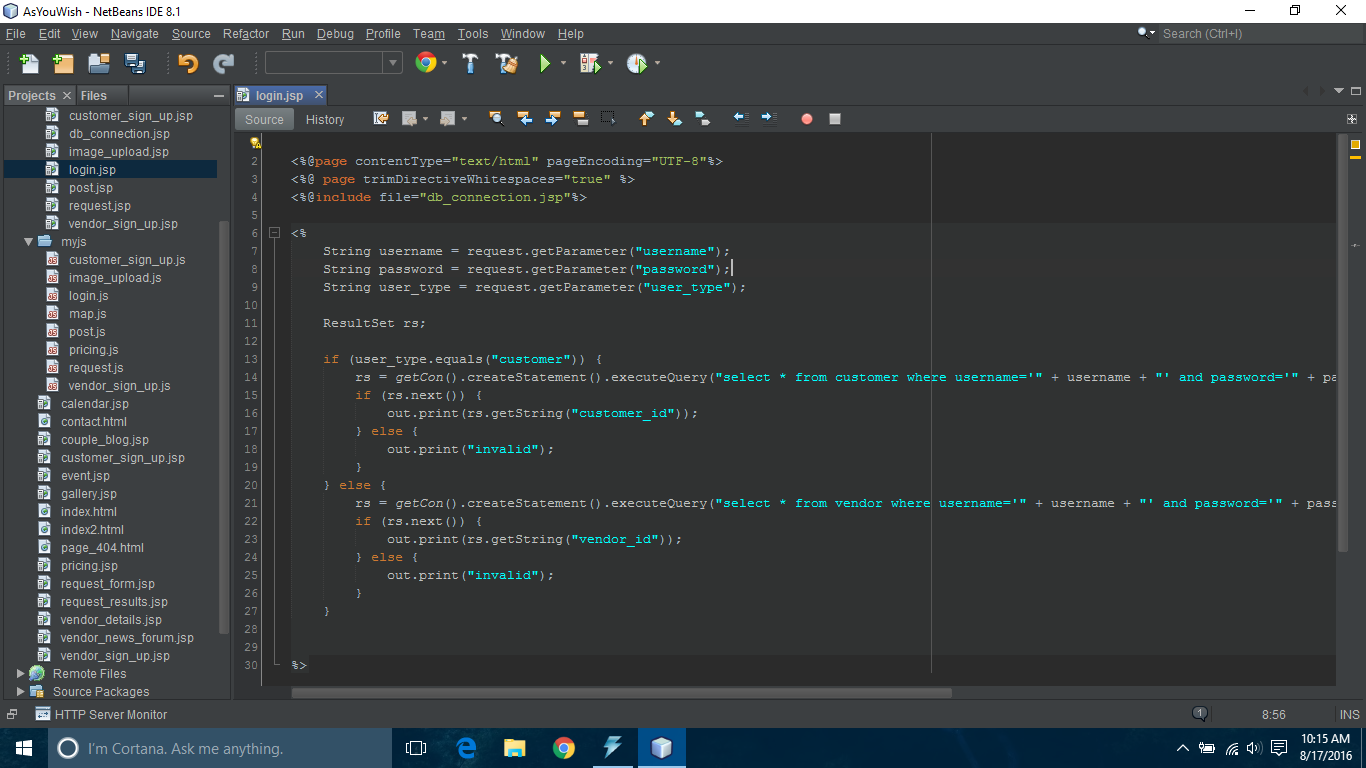 AsYouWish - NetBeans IDE 8.1
File Edit View Navigate Source Refactor Run Debug Profile Team Tools Window Help
Search (Ctrl+I)
Projects Files
customer_sign_up.jsp
db_connection.jsp
image_upload.jsp
login.jsp
post.jsp
request.jsp
vendor_sign_up.jsp
myjs
customer_sign_up.js
image_upload.js
login.js
map.js
post.js
pricing.js
request.js
vendor_sign_up.js
calendar.jsp
contact.html
couple_blog.jsp
customer_sign_up.jsp
event.jsp
gallery.jsp
index.html
index2.html
page_404.html
pricing.jsp
request_form.jsp
request_results.jsp
vendor_details.jsp
vendor_news_forum.jsp
vendor_sign_up.jsp
Remote Files
Source Packages
login.jsp
Source History
2 <%@page contentType="text/html" pageEncoding="UTF-8"%>
3 <%@ page trimDirectiveWhitespaces="true" %>
4 <%@include file="db_connection.jsp"%>
5
6 <%
7 String username = request.getParameter("username");
8 String password = request.getParameter("password");
9 String user_type = request.getParameter("user_type");
10
11 ResultSet rs;
12
13 if (user_type.equals("customer")) {
14 rs = getCon().createStatement().executeQuery("select * from customer where username='" + username + "' and password='" + pa
15 if (rs.next()) {
16 out.print(rs.getString("customer_id"));
17 } else {
18 out.print("invalid");
19 }
20 } else {
21 rs = getCon().createStatement().executeQuery("select * from vendor where username='" + username + "' and password='" + pass
22 if (rs.next()) {
23 out.print(rs.getString("vendor_id"));
24 } else {
25 out.print("invalid");
26 }
27 }
28
29
30 %>
HTTP Server Monitor
1
8:56 INS
I'm Cortana. Ask me anything.
10:15 AM
8/17/2016